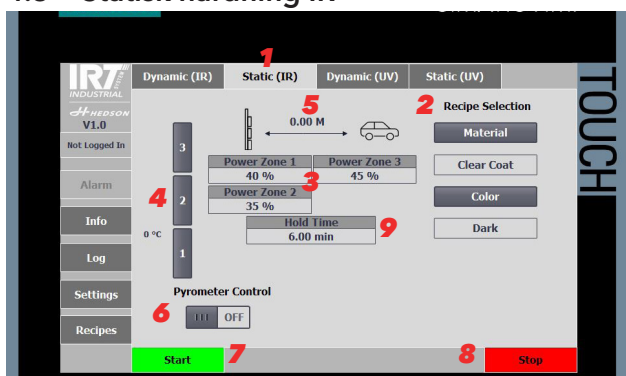 1
Dynamic (IR) Static (IR) Dynamic (UV) Static (UV)
IRT SYSTEM
INDUSTRIAL
HEDSON
V1.0
Not Logged In
Alarm
Info
Log
Settings
Recipes
5
0.00 M
3
2
1
4
0 ºC
Power Zone 1 Power Zone 3
40 % 45 %
3
Power Zone 2
35 %
Hold Time
6.00 min
9
2 Recipe Selection
Material
Clear Coat
Color
Dark
Pyrometer Control
6
OFF
Start
7
8
Stop
TOUCH